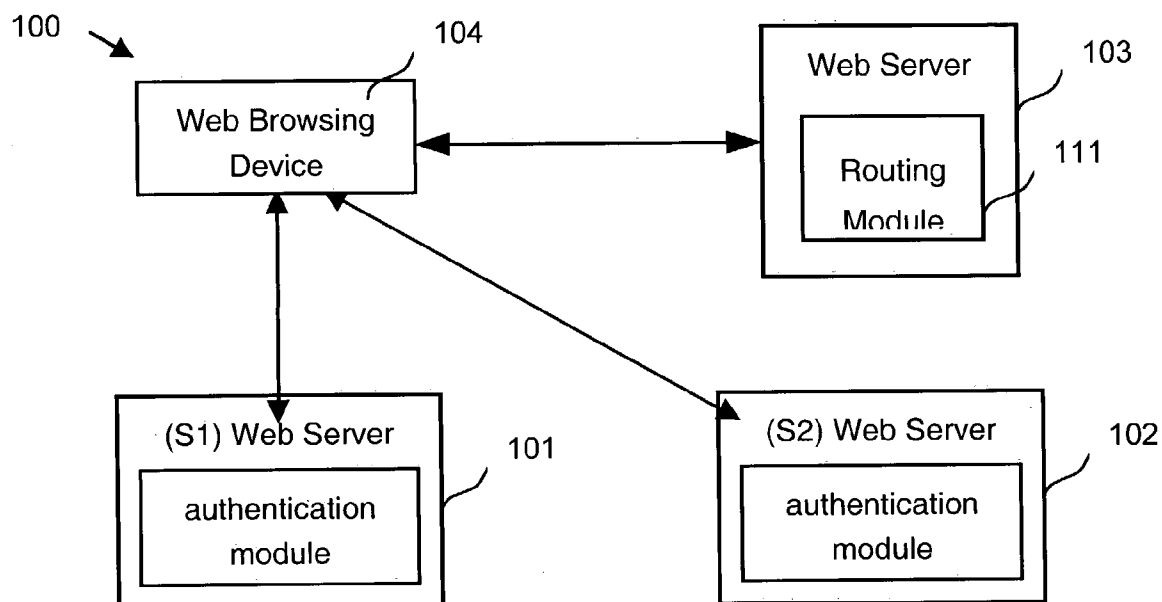 100
104
Web Browsing
Device
Web Server
103
Routing
Module
111
(S1) Web Server
101
authentication
module
(S2) Web Server
102
authentication
module